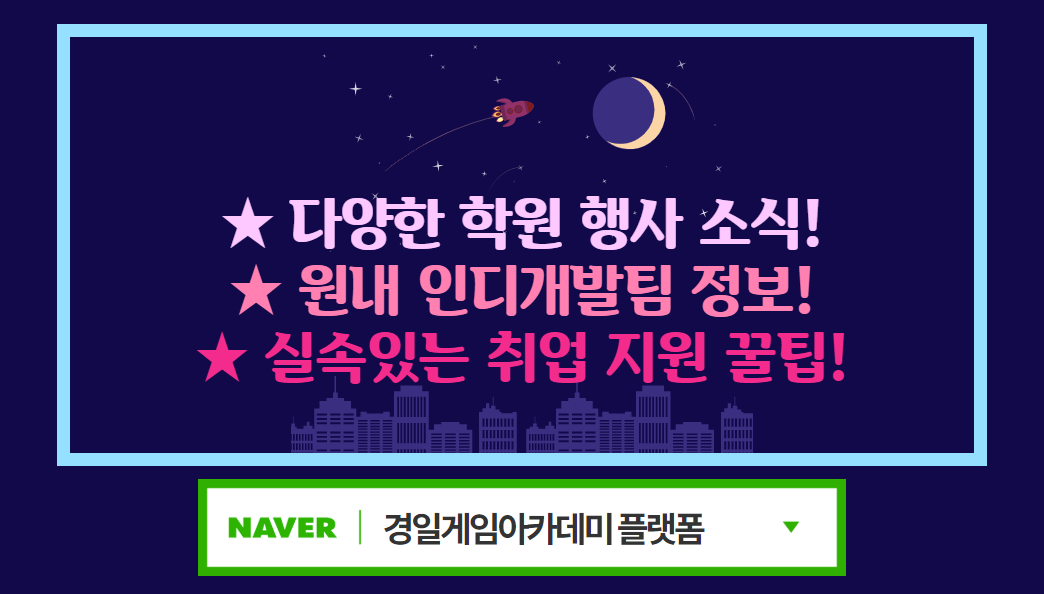 ★ 다양한 학원 행사 소식!
★ 원내 인디개발팀 정보!
★ 실속있는 취업 지원 꿀팁!
NAVER | 경일게임아카데미 플랫폼